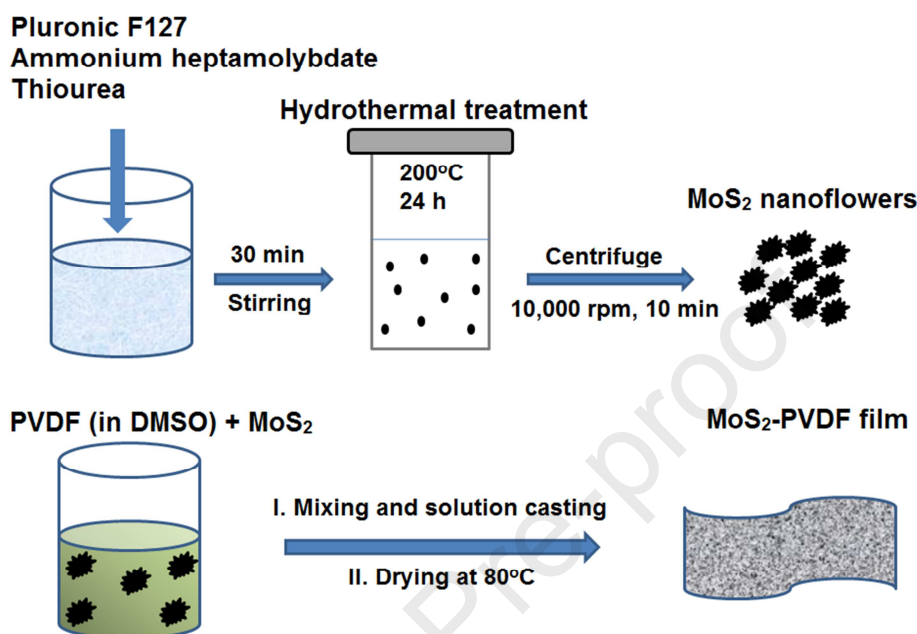 Pluronic F127
Ammonium heptamolybdate
Thiourea
Hydrothermal treatment
200°C
24 h
30 min
Stirring
Centrifuge
10,000 rpm, 10 min
MoS₂ nanoflowers
PVDF (in DMSO) + MoS₂
I. Mixing and solution casting
II. Drying at 80°C
MoS₂-PVDF film
Pre-proof